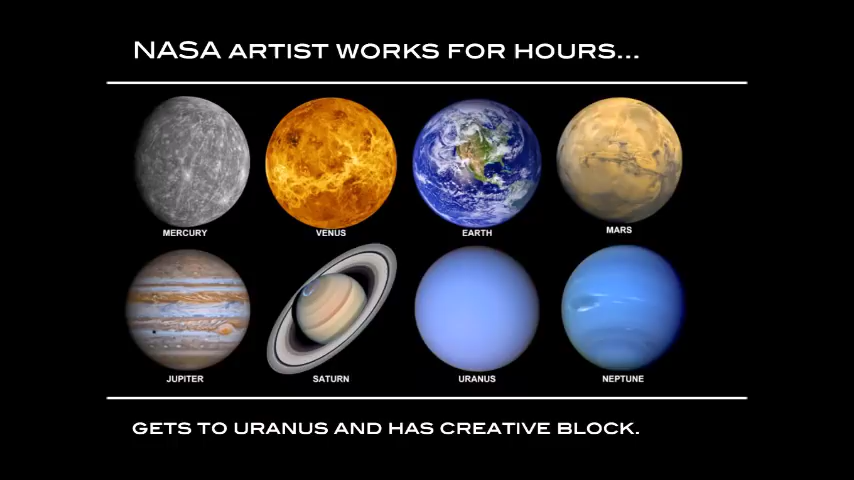 NASA ARTIST WORKS FOR HOURS...
MERCURY VENUS EARTH MARS
JUPITER SATURN URANUS NEPTUNE
GETS TO URANUS AND HAS CREATIVE BLOCK.